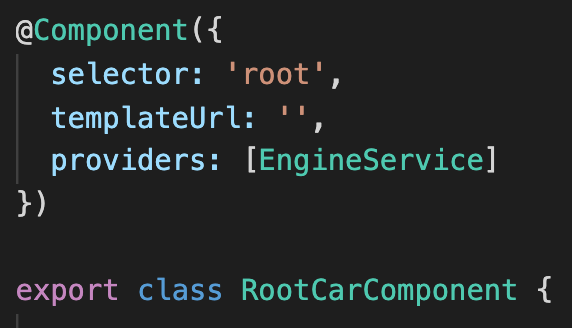 @Component({
selector: 'root',
templateUrl: '',
providers: [EngineService]
})
export class RootCarComponent {